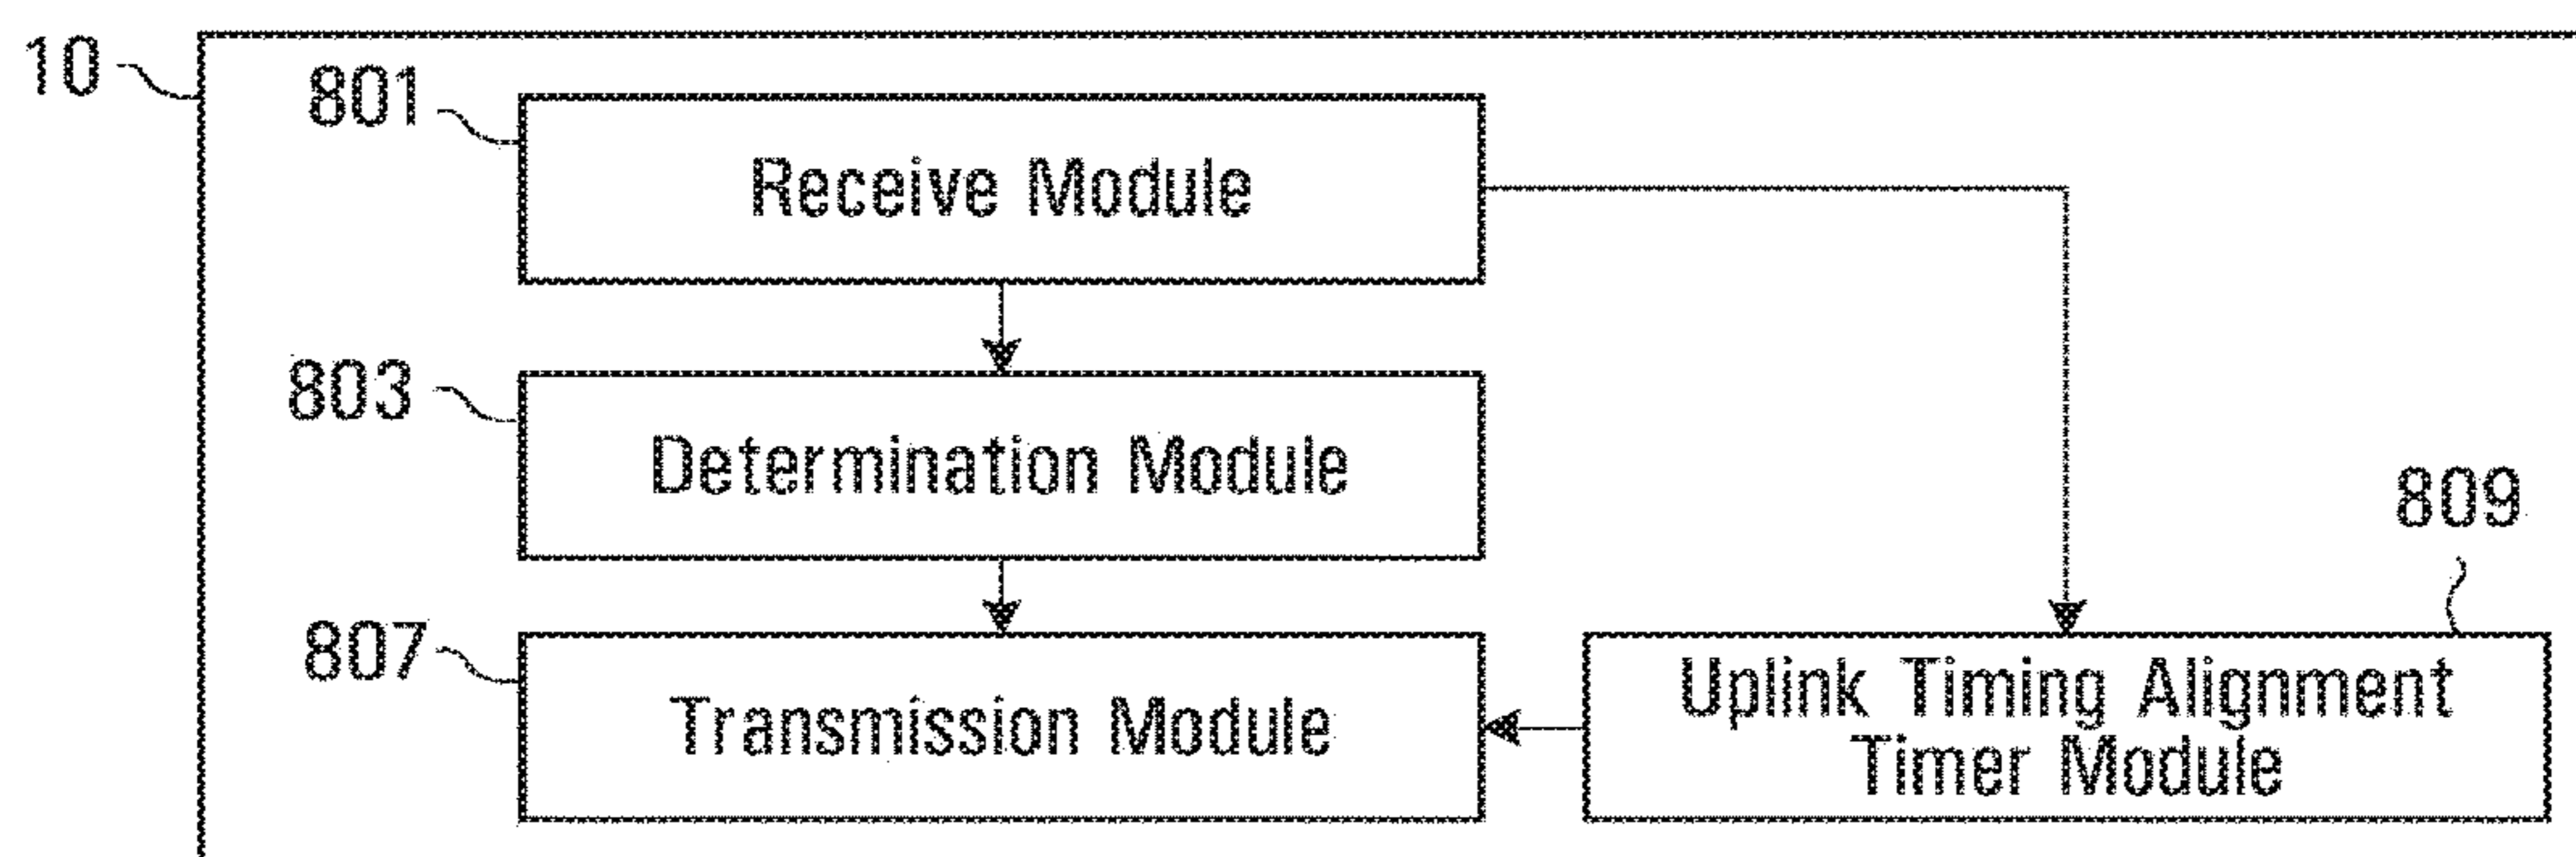 10
801
Receive Module
803
Determination Module
809
807
Transmission Module
Uplink Timing Alignment
Timer Module